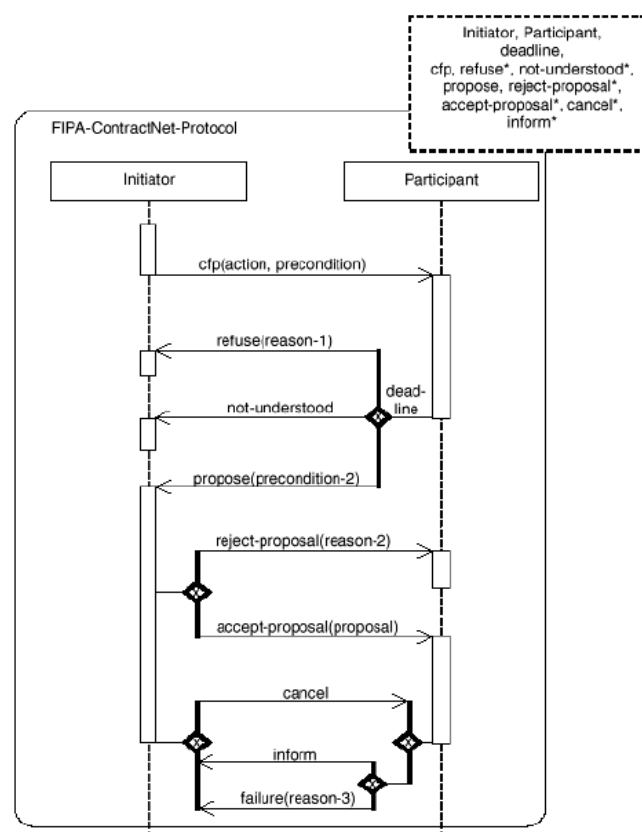 Initiator, Participant,
deadline,
cfp, refuse*, not-understood*,
propose, reject-proposal*,
accept-proposal*, cancel*,
inform*
FIPA-ContractNet-Protocol
Initiator
Participant
cfp(action, precondition)
refuse(reason-1)
dead-
line
not-understood
propose(precondition-2)
reject-proposal(reason-2)
accept-proposal(proposal)
cancel
inform
failure(reason-3)